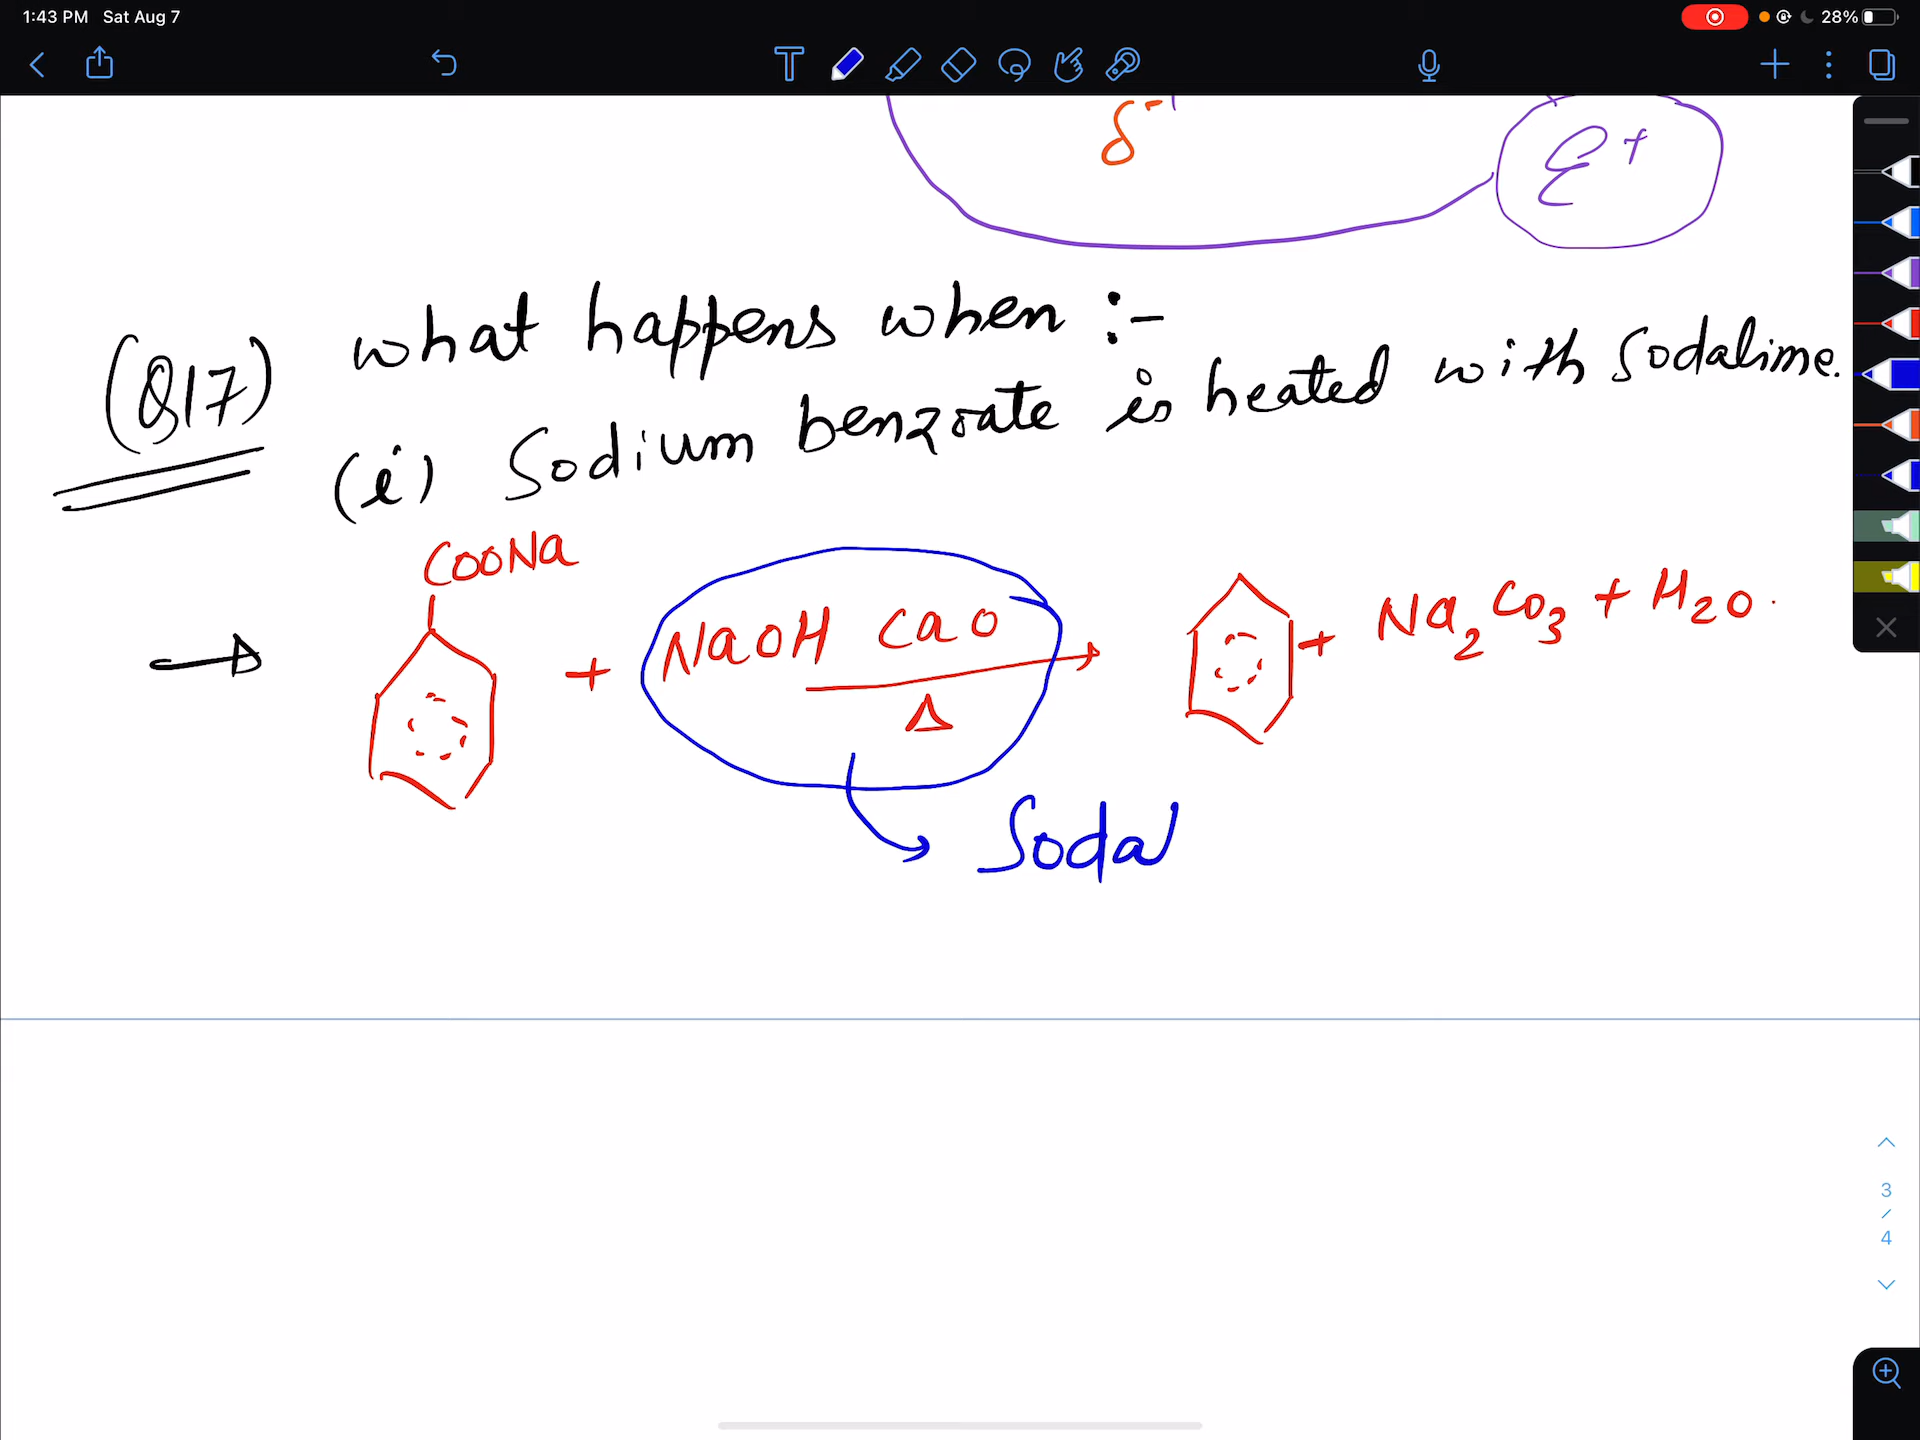 1:43 PM Sat Aug 7
28%
T
δ-
E+
(Q17) what happens when :-
(i) Sodium benzoate is heated with Sodalime.
COONa
+ NaOH CaO + Na2CO3 + H2O.
Δ
Sodal
3
/
4